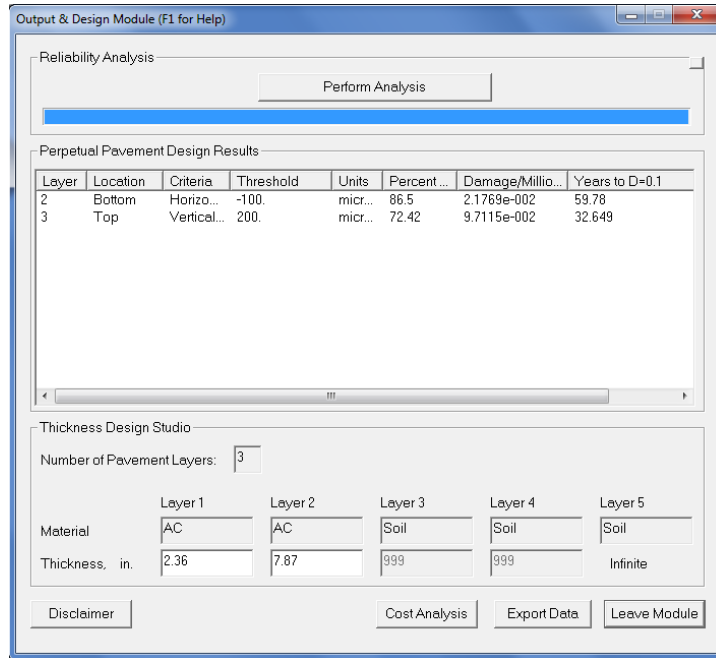 Output & Design Module (F1 for Help)
Reliability Analysis
Perform Analysis
Perpetual Pavement Design Results
Layer Location Criteria Threshold Units Percent ... Damage/Millio... Years to D=0.1
2 Bottom Horizo... -100. micr... 86.5 2.1769e-002 59.78
3 Top Vertical... 200. micr... 72.42 9.7115e-002 32.649
Thickness Design Studio
Number of Pavement Layers: 3
Layer 1 Layer 2 Layer 3 Layer 4 Layer 5
Material AC AC Soil Soil Soil
Thickness, in. 2.36 7.87 999 999 Infinite
Disclaimer Cost Analysis Export Data Leave Module